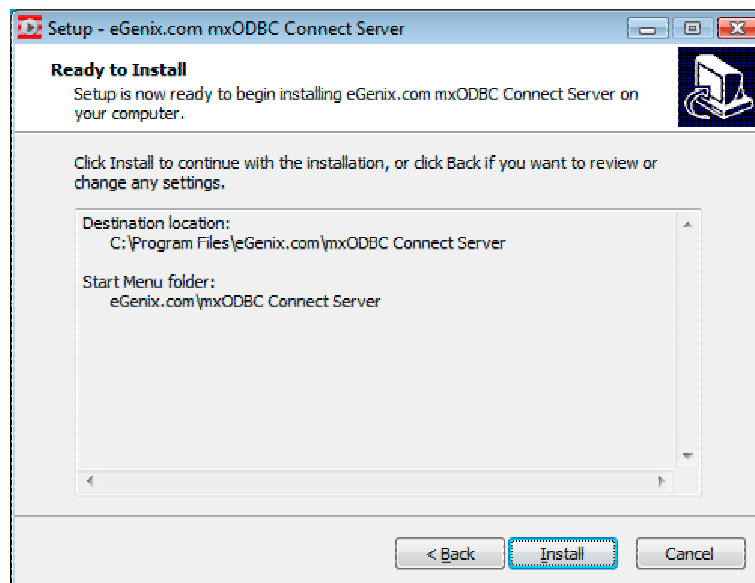 Setup - eGenix.com mxODBC Connect Server
Ready to Install
Setup is now ready to begin installing eGenix.com mxODBC Connect Server on
your computer.
Click Install to continue with the installation, or click Back if you want to review or
change any settings.
Destination location:
C:\Program Files\eGenix.com\mxODBC Connect Server
Start Menu folder:
eGenix.com\mxODBC Connect Server
< Back Install Cancel